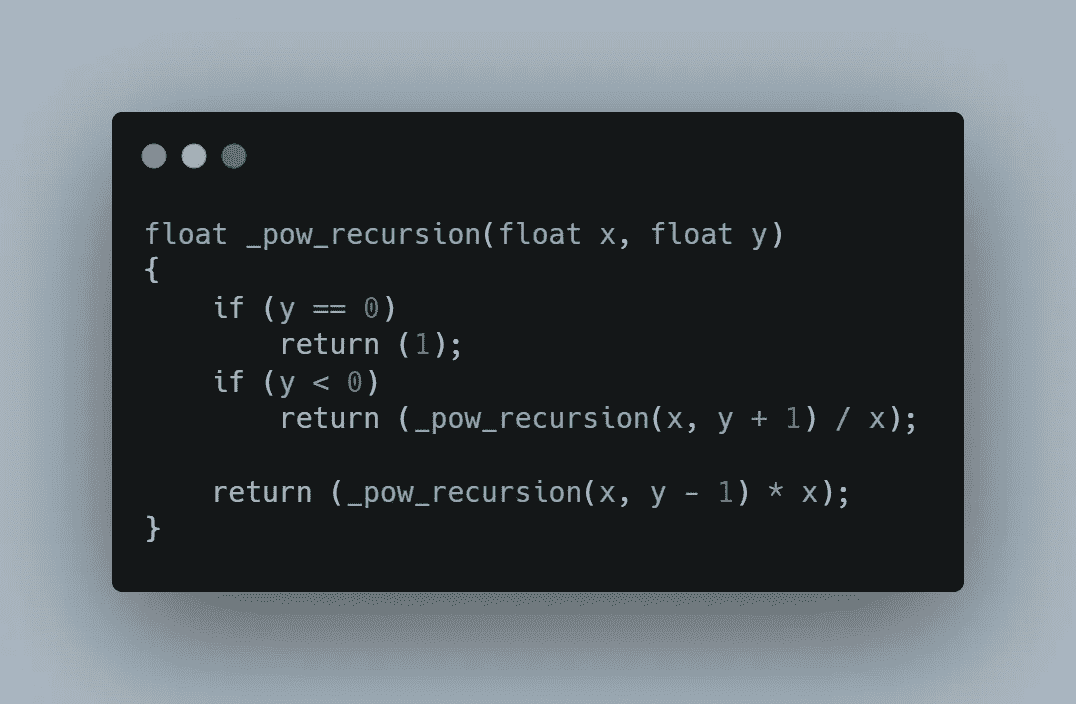 float _pow_recursion(float x, float y)
{
    if (y == 0)
        return (1);
    if (y < 0)
        return (_pow_recursion(x, y + 1) / x);

    return (_pow_recursion(x, y - 1) * x);
}